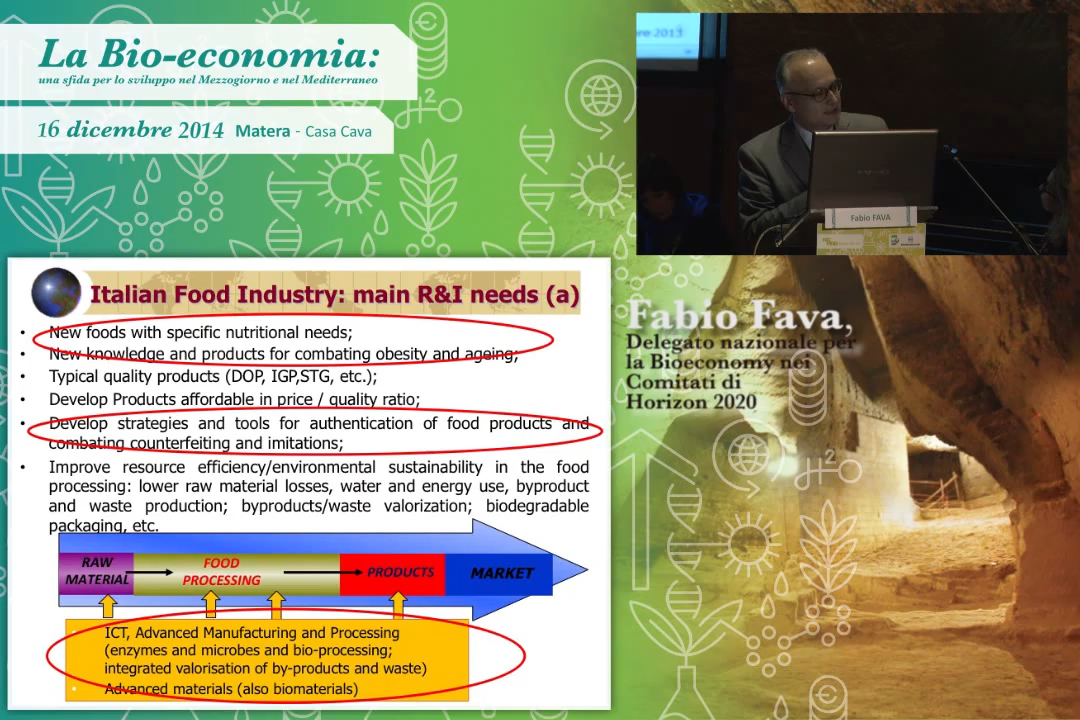 La Bio-economia:
una sfida per lo sviluppo nel Mezzogiorno e nel Mediterraneo
16 dicembre 2014 Matera - Casa Cava
Fabio FAVA
Italian Food Industry: main R&I needs (a)
• New foods with specific nutritional needs;
• New knowledge and products for combating obesity and ageing;
• Typical quality products (DOP, IGP,STG, etc.);
• Develop Products affordable in price / quality ratio;
• Develop strategies and tools for authentication of food products and
combating counterfeiting and imitations;
• Improve resource efficiency/environmental sustainability in the food
processing: lower raw material losses, water and energy use, byproduct
and waste production; byproducts/waste valorization; biodegradable
packaging, etc.
RAW
MATERIAL
FOOD
PROCESSING
PRODUCTS
MARKET
ICT, Advanced Manufacturing and Processing
(enzymes and microbes and bio-processing;
integrated valorisation of by-products and waste)
• Advanced materials (also biomaterials)
Fabio Fava,
Delegato nazionale per
la Bioeconomy nei
Comitati di
Horizon 2020